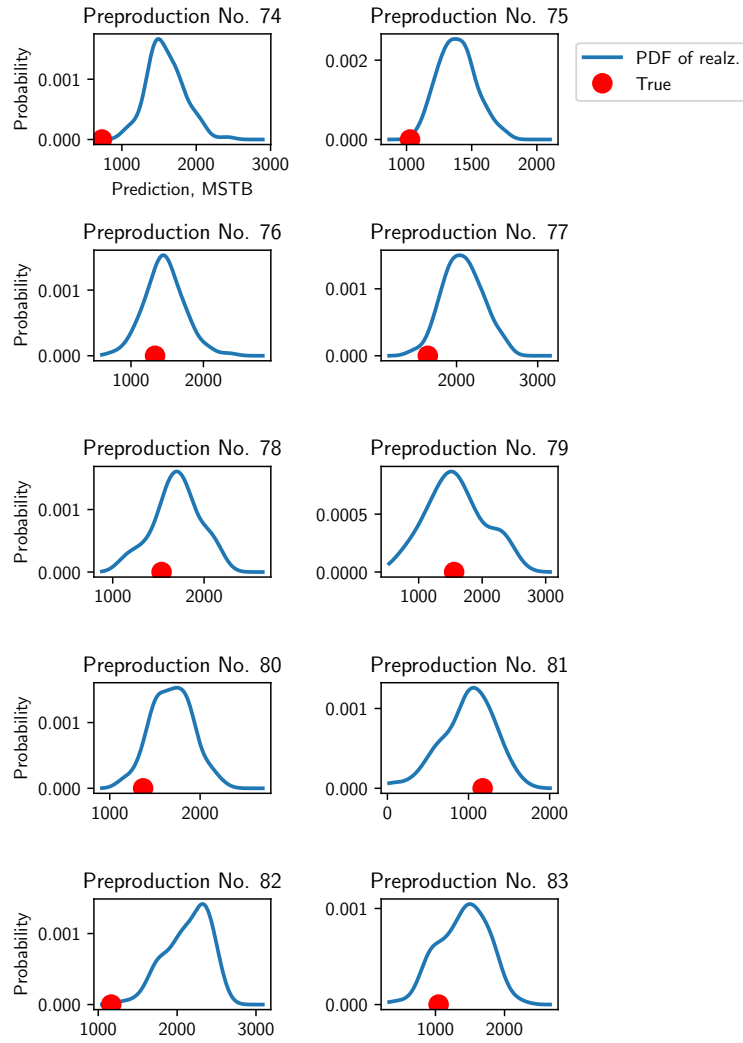 Preproduction No. 74
Probability
0.001
0.000
1000 2000 3000
Prediction, MSTB
Preproduction No. 75
0.002
0.000
1000 1500 2000
PDF of realz.
True
Preproduction No. 76
Probability
0.001
0.000
1000 2000
Preproduction No. 77
0.001
0.000
2000 3000
Preproduction No. 78
Probability
0.001
0.000
1000 2000
Preproduction No. 79
0.0005
0.0000
1000 2000 3000
Preproduction No. 80
Probability
0.001
0.000
1000 2000
Preproduction No. 81
0.001
0.000
0 1000 2000
Preproduction No. 82
Probability
0.001
0.000
1000 2000 3000
Preproduction No. 83
0.001
0.000
1000 2000